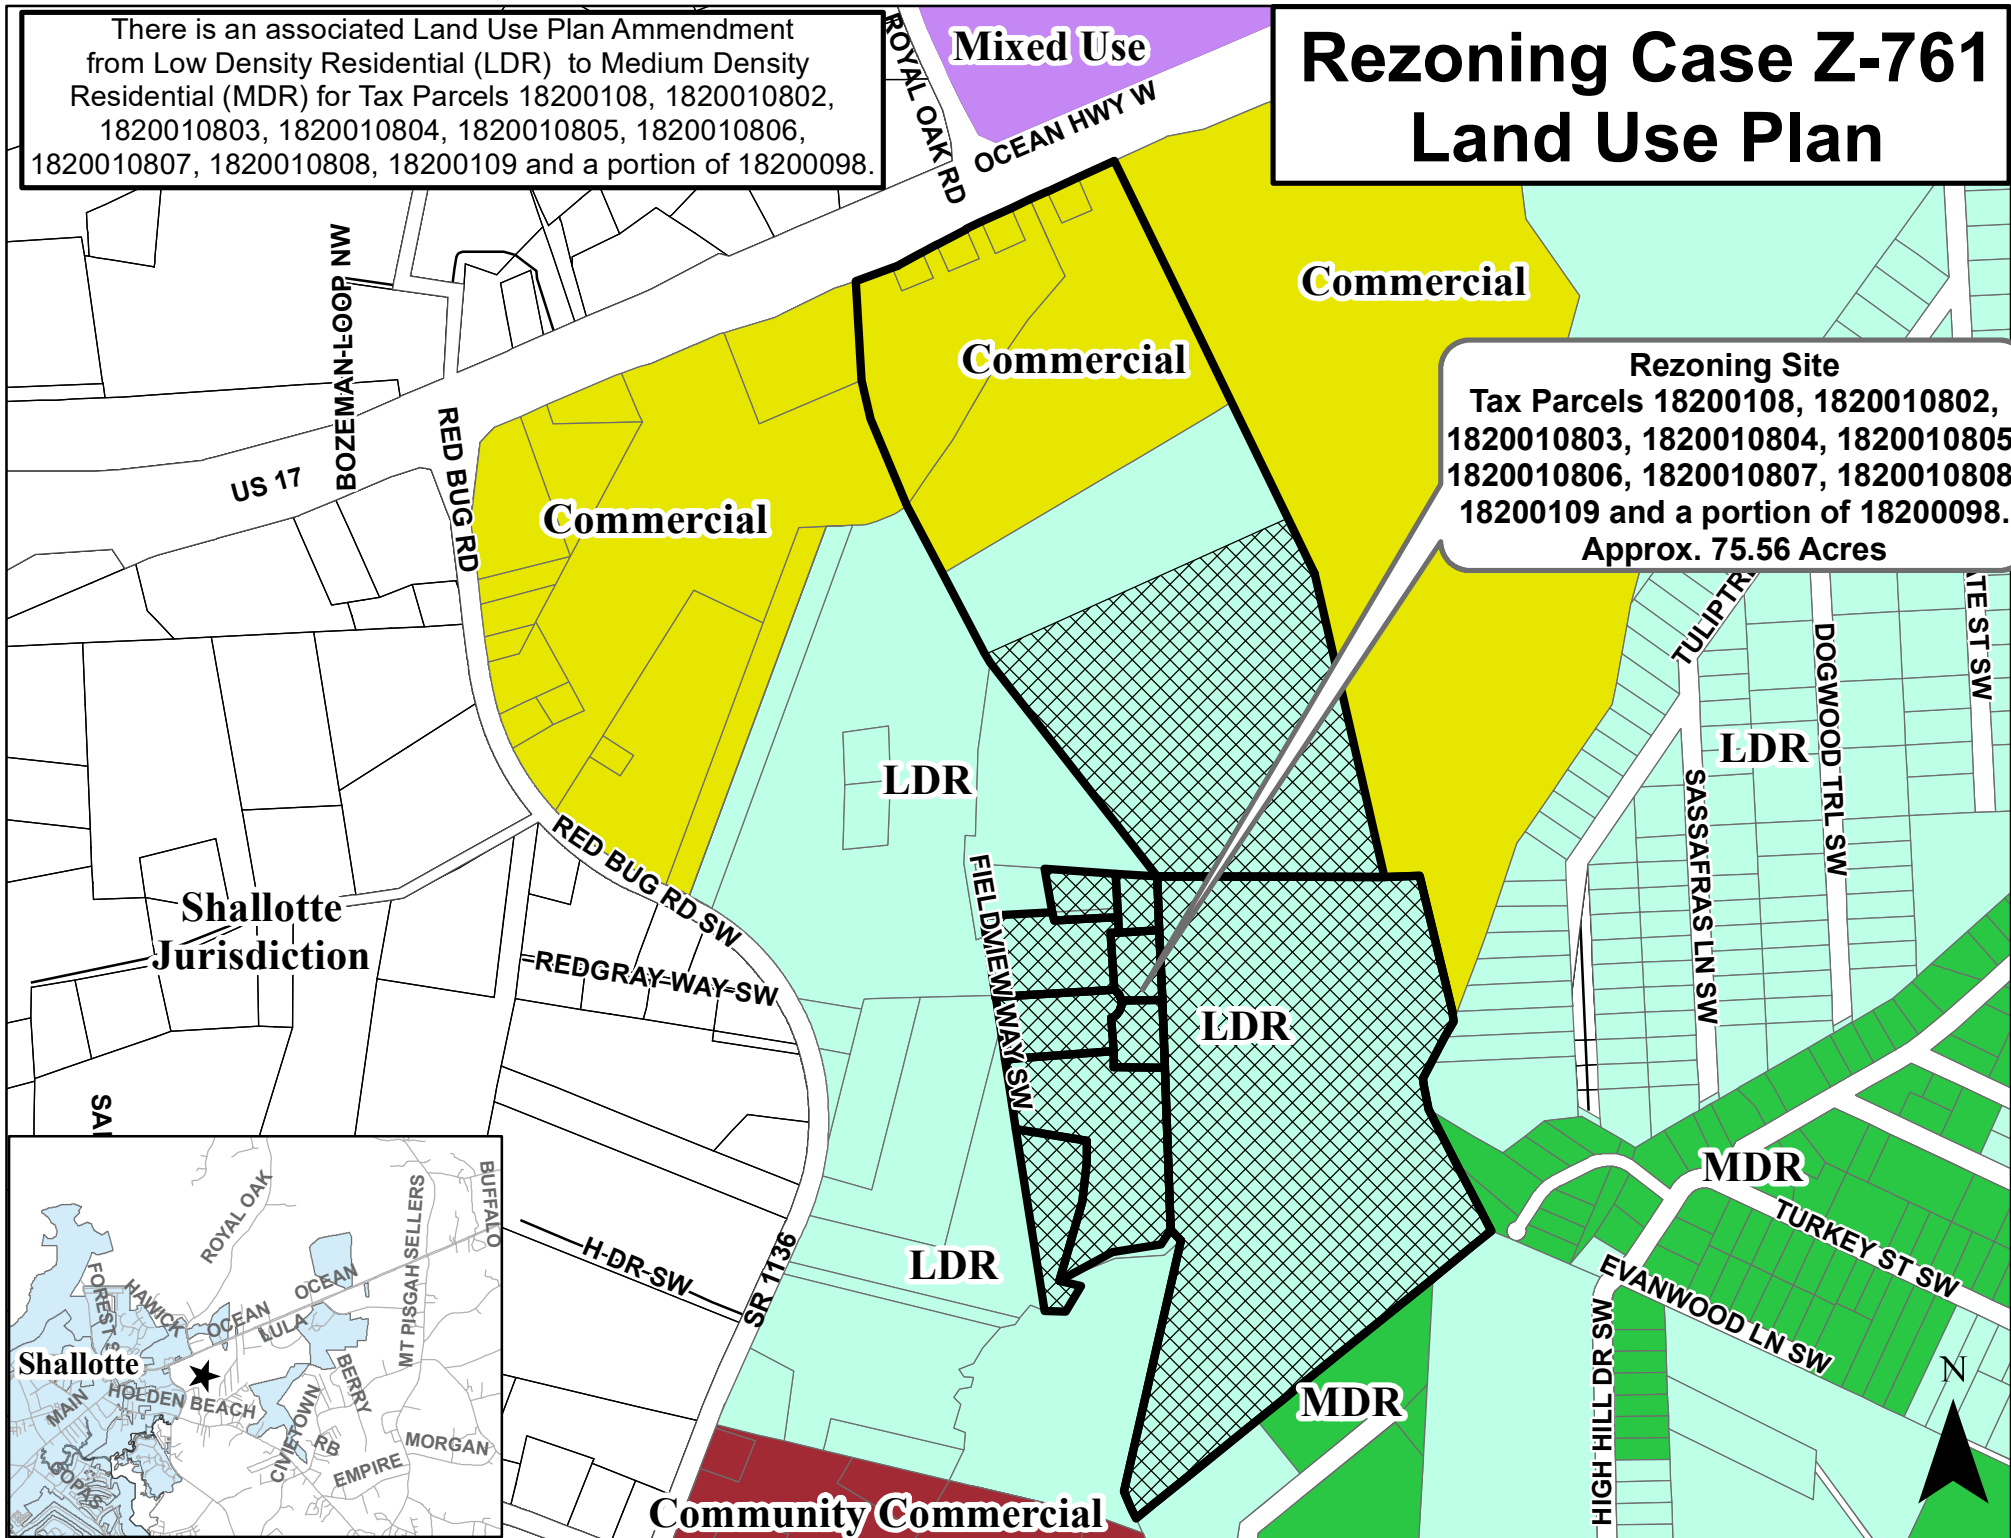 There is an associated Land Use Plan Ammendment
from Low Density Residential (LDR) to Medium Density
Residential (MDR) for Tax Parcels 18200108, 1820010802,
1820010803, 1820010804, 1820010805, 1820010806,
1820010807, 1820010808, 18200109 and a portion of 18200098.
Rezoning Case Z-761
Land Use Plan
Mixed Use
ROYAL OAK RD
OCEAN HWY W
BOZEMAN-LOOP NW
US 17
RED BUG RD
Commercial
Commercial
Commercial
Rezoning Site
Tax Parcels 18200108, 1820010802,
1820010803, 1820010804, 1820010805
1820010806, 1820010807, 1820010808
18200109 and a portion of 18200098.
Approx. 75.56 Acres
DOGWOOD TRL SW
SASSAFRAS LN SW
LDR
LDR
RED BUG RD SW
FIELDVIEW WAY SW
Shallotte
Jurisdiction
REDGRAY WAY SW
LDR
MDR
TURKEY ST SW
EVANWOOD LN SW
HIGH HILL DR SW
H-DR-SW
SR 1136
LDR
MDR
Community Commercial
N
ROYAL OAK
MT PISGAH
SELLERS
BUFFALO
HAWICK
OCEAN
OCEAN
LULA
Shallotte
MAIN
HOLDEN BEACH
BERRY
CIVIETOWN
RB
MORGAN
EMPIRE
COPAS